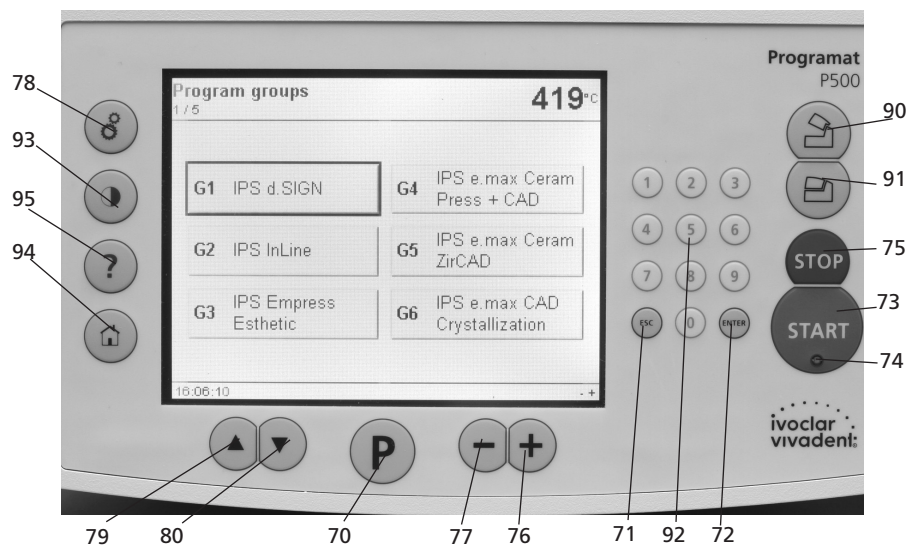 Programat
P500
78
93
95
94
Program groups
1 / 5
419°C
G1 IPS d.SIGN
G2 IPS InLine
G3 IPS Empress
Esthetic
G4 IPS e.max Ceram
Press + CAD
G5 IPS e.max Ceram
ZirCAD
G6 IPS e.max CAD
Crystallization
16:06:10
- +
?
1 2 3
4 5 6
7 8 9
ESC 0 ENTER
90
91
75
STOP
73
START
74
ivoclar
vivadent:
P
- +
79 80 70 77 76 71 92 72